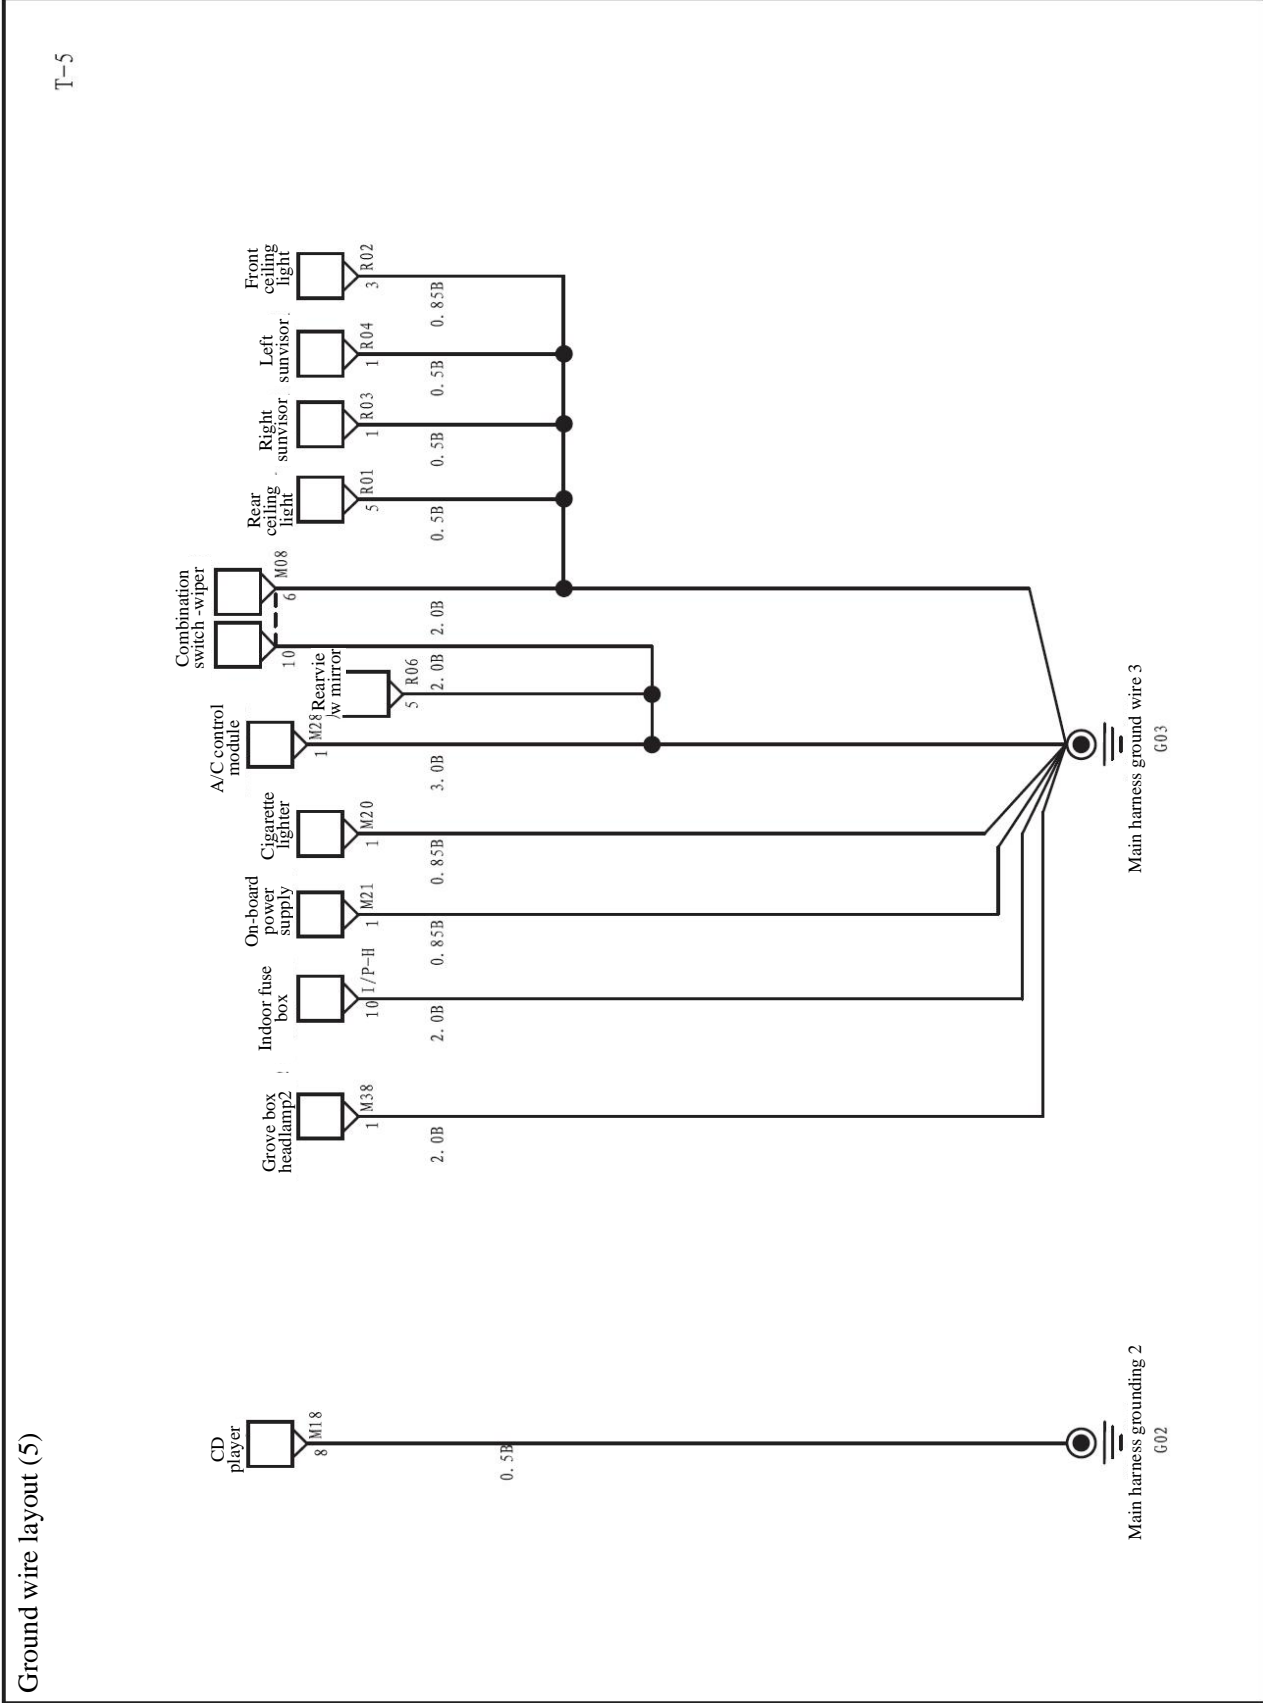 Ground wire layout (5)
T-5
CD
player
8 M18
0.5B
Main harness grounding 2
G02
Grove box
headlamp2
1 M38
2.0B
Indoor fuse
box
10 I/P-H
2.0B
On-board
power
supply
1 M21
0.85B
Cigarette
lighter
1 M20
0.85B
A/C control
module
1 M28
3.0B
Rearvie
w mirror
5 R06
2.0B
Combination
switch -wiper
10
6 M08
2.0B
Rear
ceiling
light
5 R01
0.5B
Right
sunvisor
1 R03
0.5B
Left
sunvisor
1 R04
0.5B
Front
ceiling
light
3 R02
0.85B
Main harness ground wire 3
G03